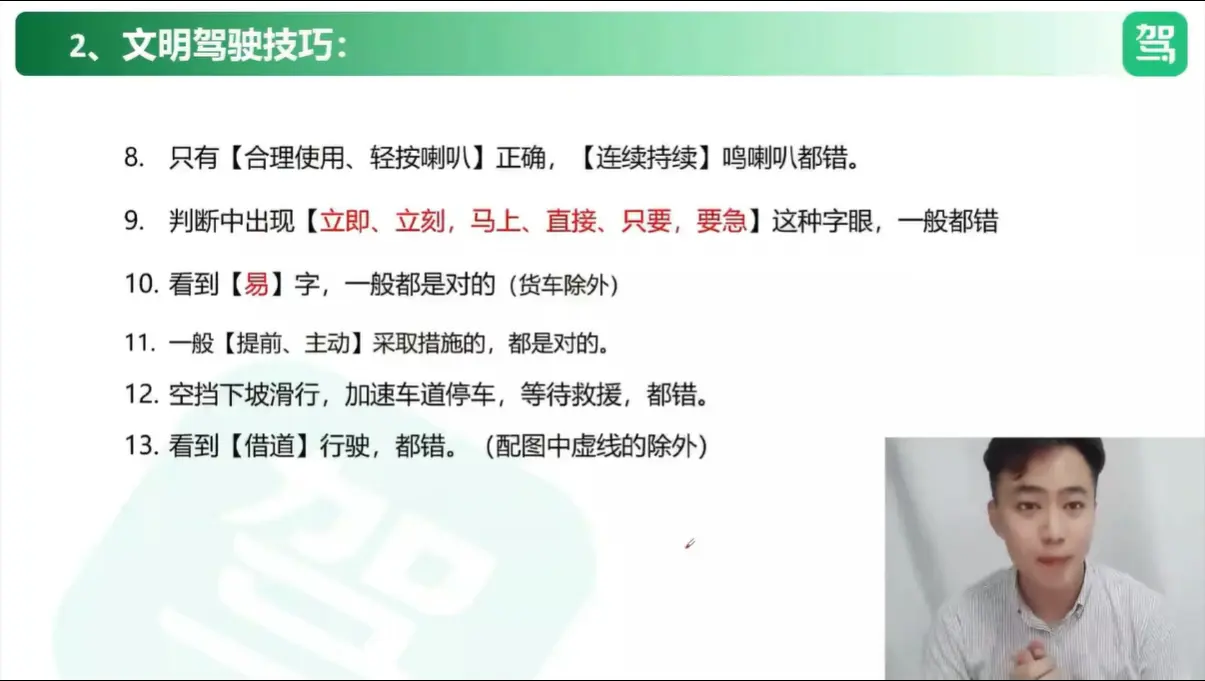 2、文明驾驶技巧：
驾
8. 只有【合理使用、轻按喇叭】正确，【连续持续】鸣喇叭都错。
9. 判断中出现【立即、立刻，马上、直接、只要，要急】这种字眼，一般都错
10. 看到【易】字，一般都是对的（货车除外）
11. 一般【提前、主动】采取措施的，都是对的。
12. 空挡下坡滑行，加速车道停车，等待救援，都错。
13. 看到【借道】行驶，都错。（配图中虚线的除外）
驾